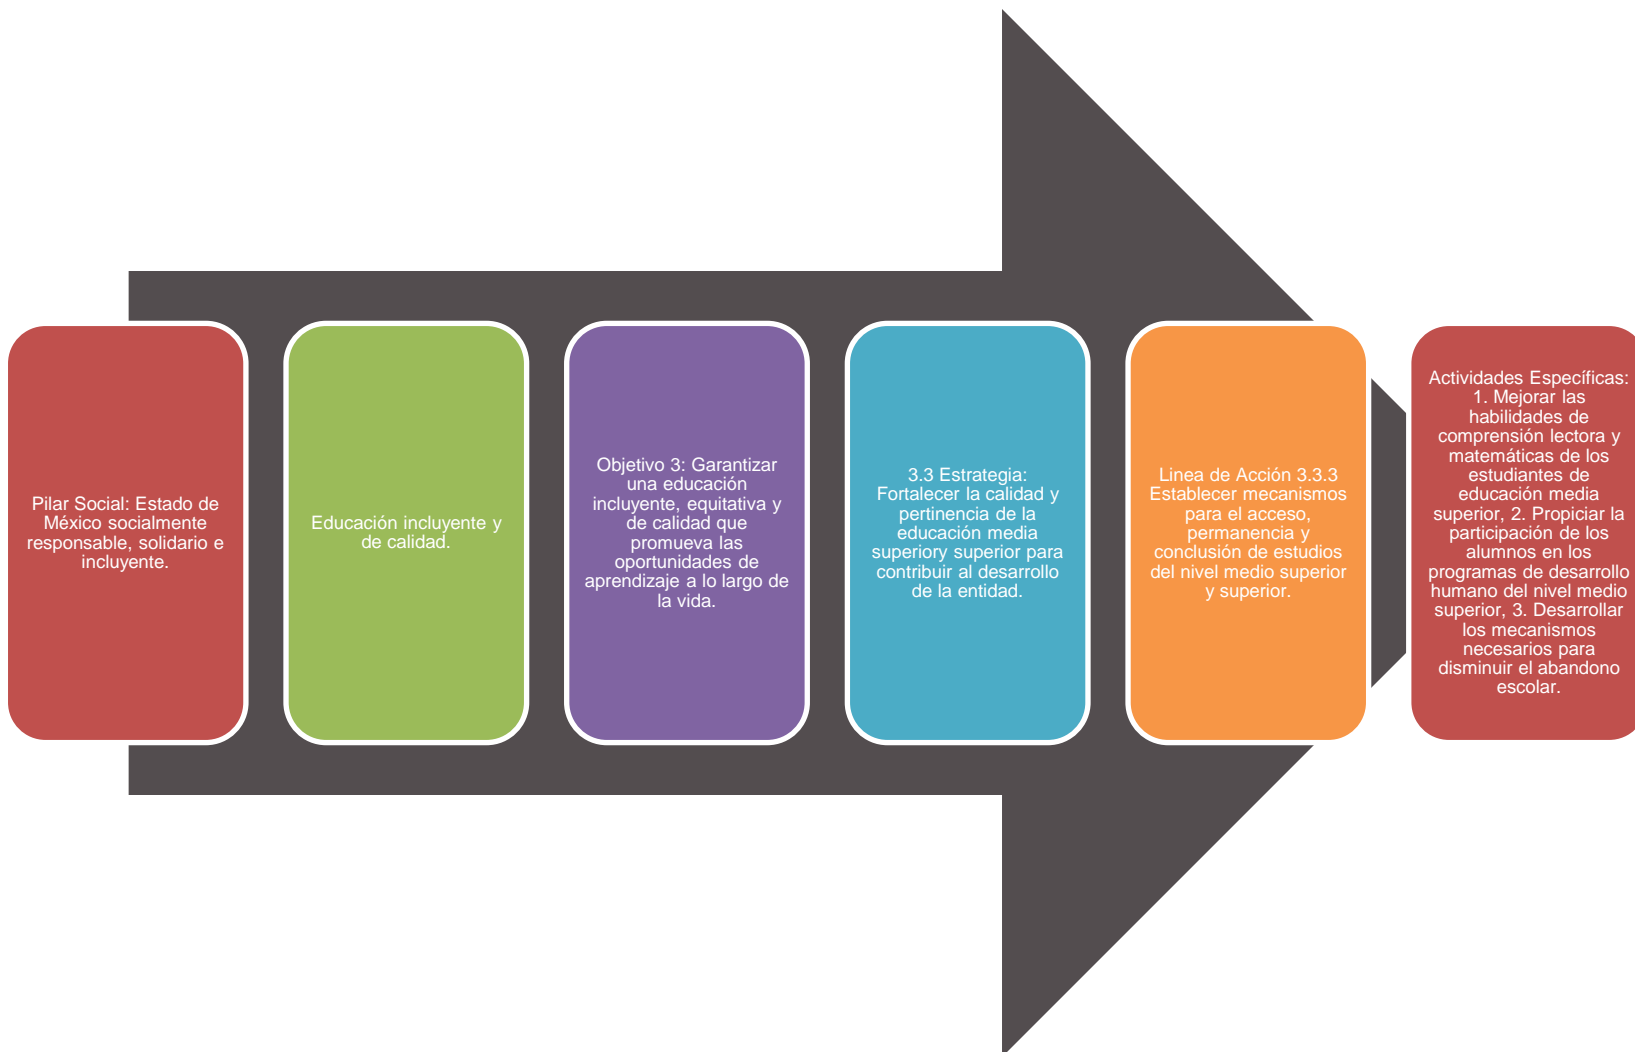 Pilar Social: Estado de
México socialmente
responsable, solidario e
incluyente.
Educación incluyente y
de calidad.
Objetivo 3: Garantizar
una educación
incluyente, equitativa y
de calidad que
promueva las
oportunidades de
aprendizaje a lo largo de
la vida.
3.3 Estrategia:
Fortalecer la calidad y
pertinencia de la
educación media
superiory superior para
contribuir al desarrollo
de la entidad.
Linea de Acción 3.3.3
Establecer mecanismos
para el acceso,
permanencia y
conclusión de estudios
del nivel medio superior
y superior.
Actividades Específicas:
1. Mejorar las
habilidades de
comprensión lectora y
matemáticas de los
estudiantes de
educación media
superior, 2. Propiciar la
participación de los
alumnos en los
programas de desarrollo
humano del nivel medio
superior, 3. Desarrollar
los mecanismos
necesarios para
disminuir el abandono
escolar.